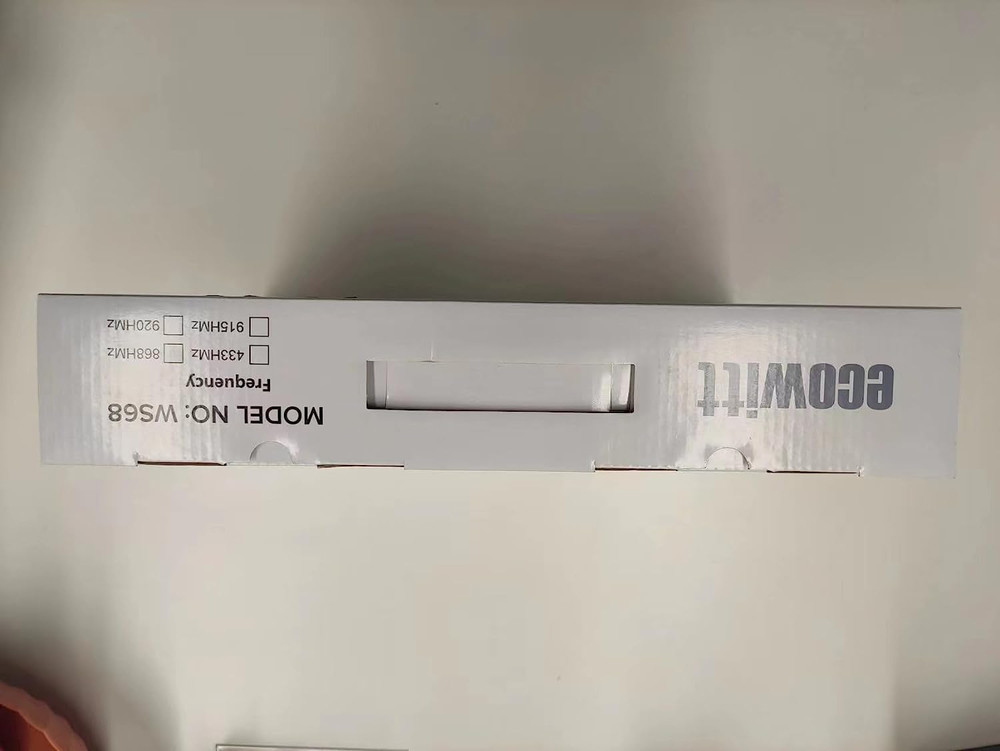 ecowitt
MODEL NO: WS68
Frequency
☐ 433HMz ☐ 868HMz
☐ 915HMz ☐ 920HMz